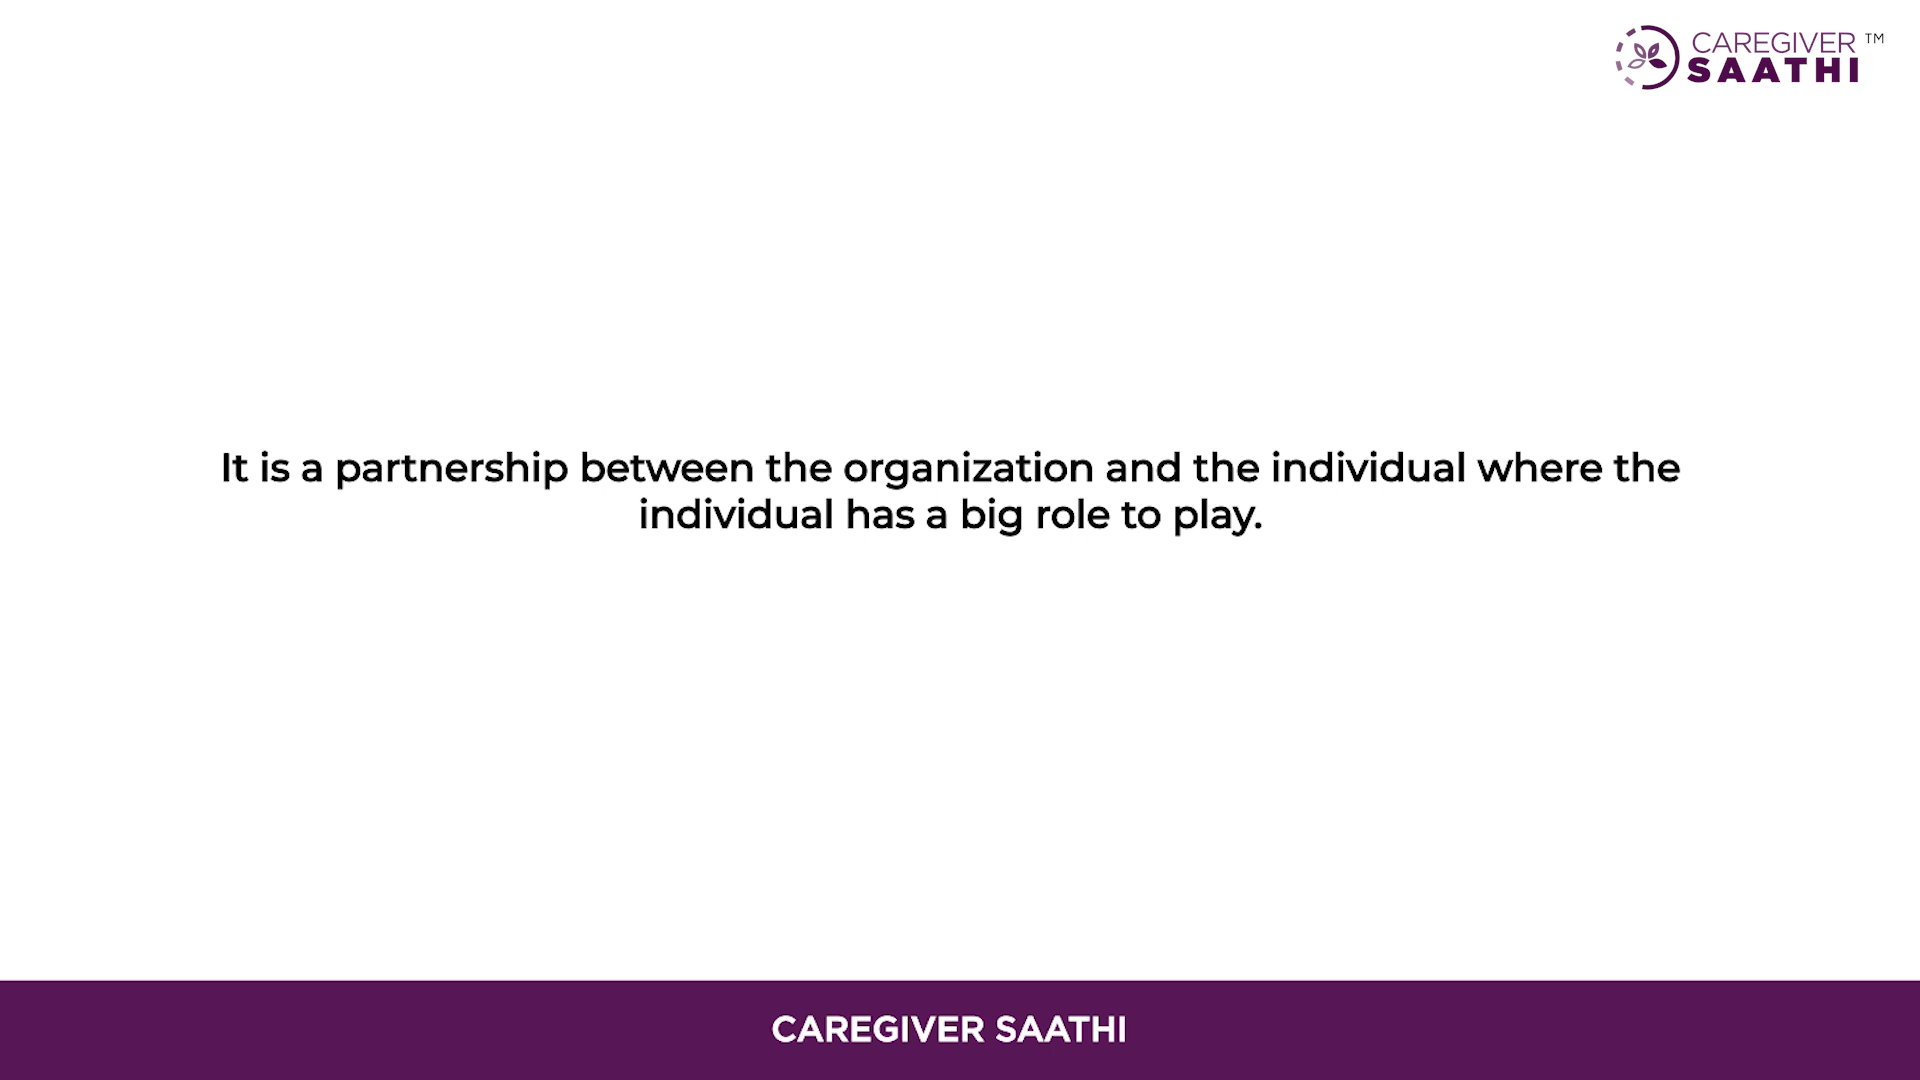 CAREGIVER TM
SAATHI
It is a partnership between the organization and the individual where the
individual has a big role to play.
CAREGIVER SAATHI